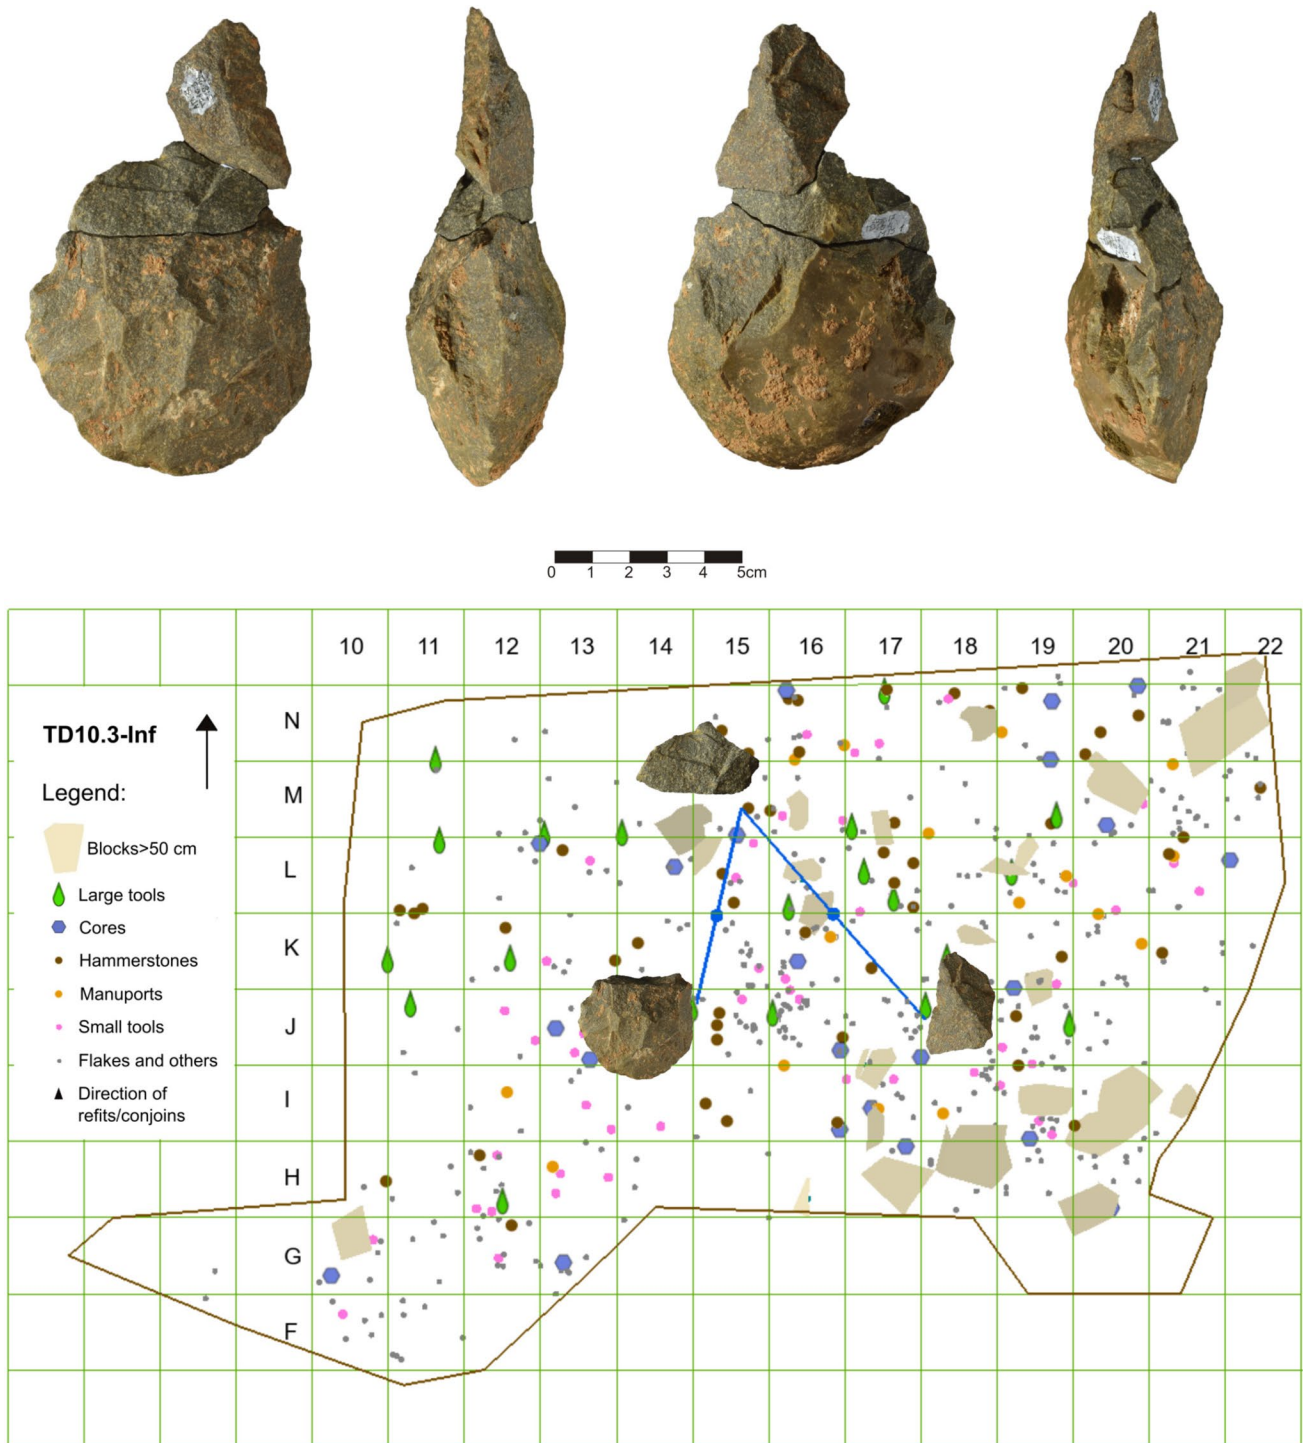 0 1 2 3 4 5cm
10 11 12 13 14 15 16 17 18 19 20 21 22
N
TD10.3-Inf
Legend:
M
Blocks>50 cm
L
Large tools
Cores
K
Hammerstones
Manuports
J
Small tools
Flakes and others
Direction of
refits/conjoins
I
H
G
F